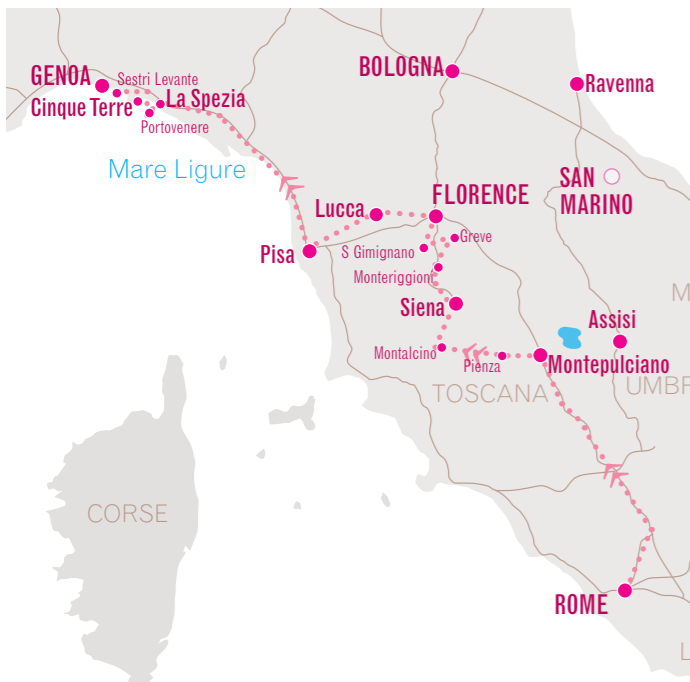 BOLOGNA
GENOA
Sestri Levante
Ravenna
Cinque Terre
La Spezia
Portovenere
Mare Ligure
SAN
MARINO
FLORENCE
Lucca
Greve
S Gimignano
Pisa
Monteriggioni
M
Siena
Assisi
Montalcino
Pienza
Montepulciano
TOSCANA
UMBR
CORSE
ROME
L